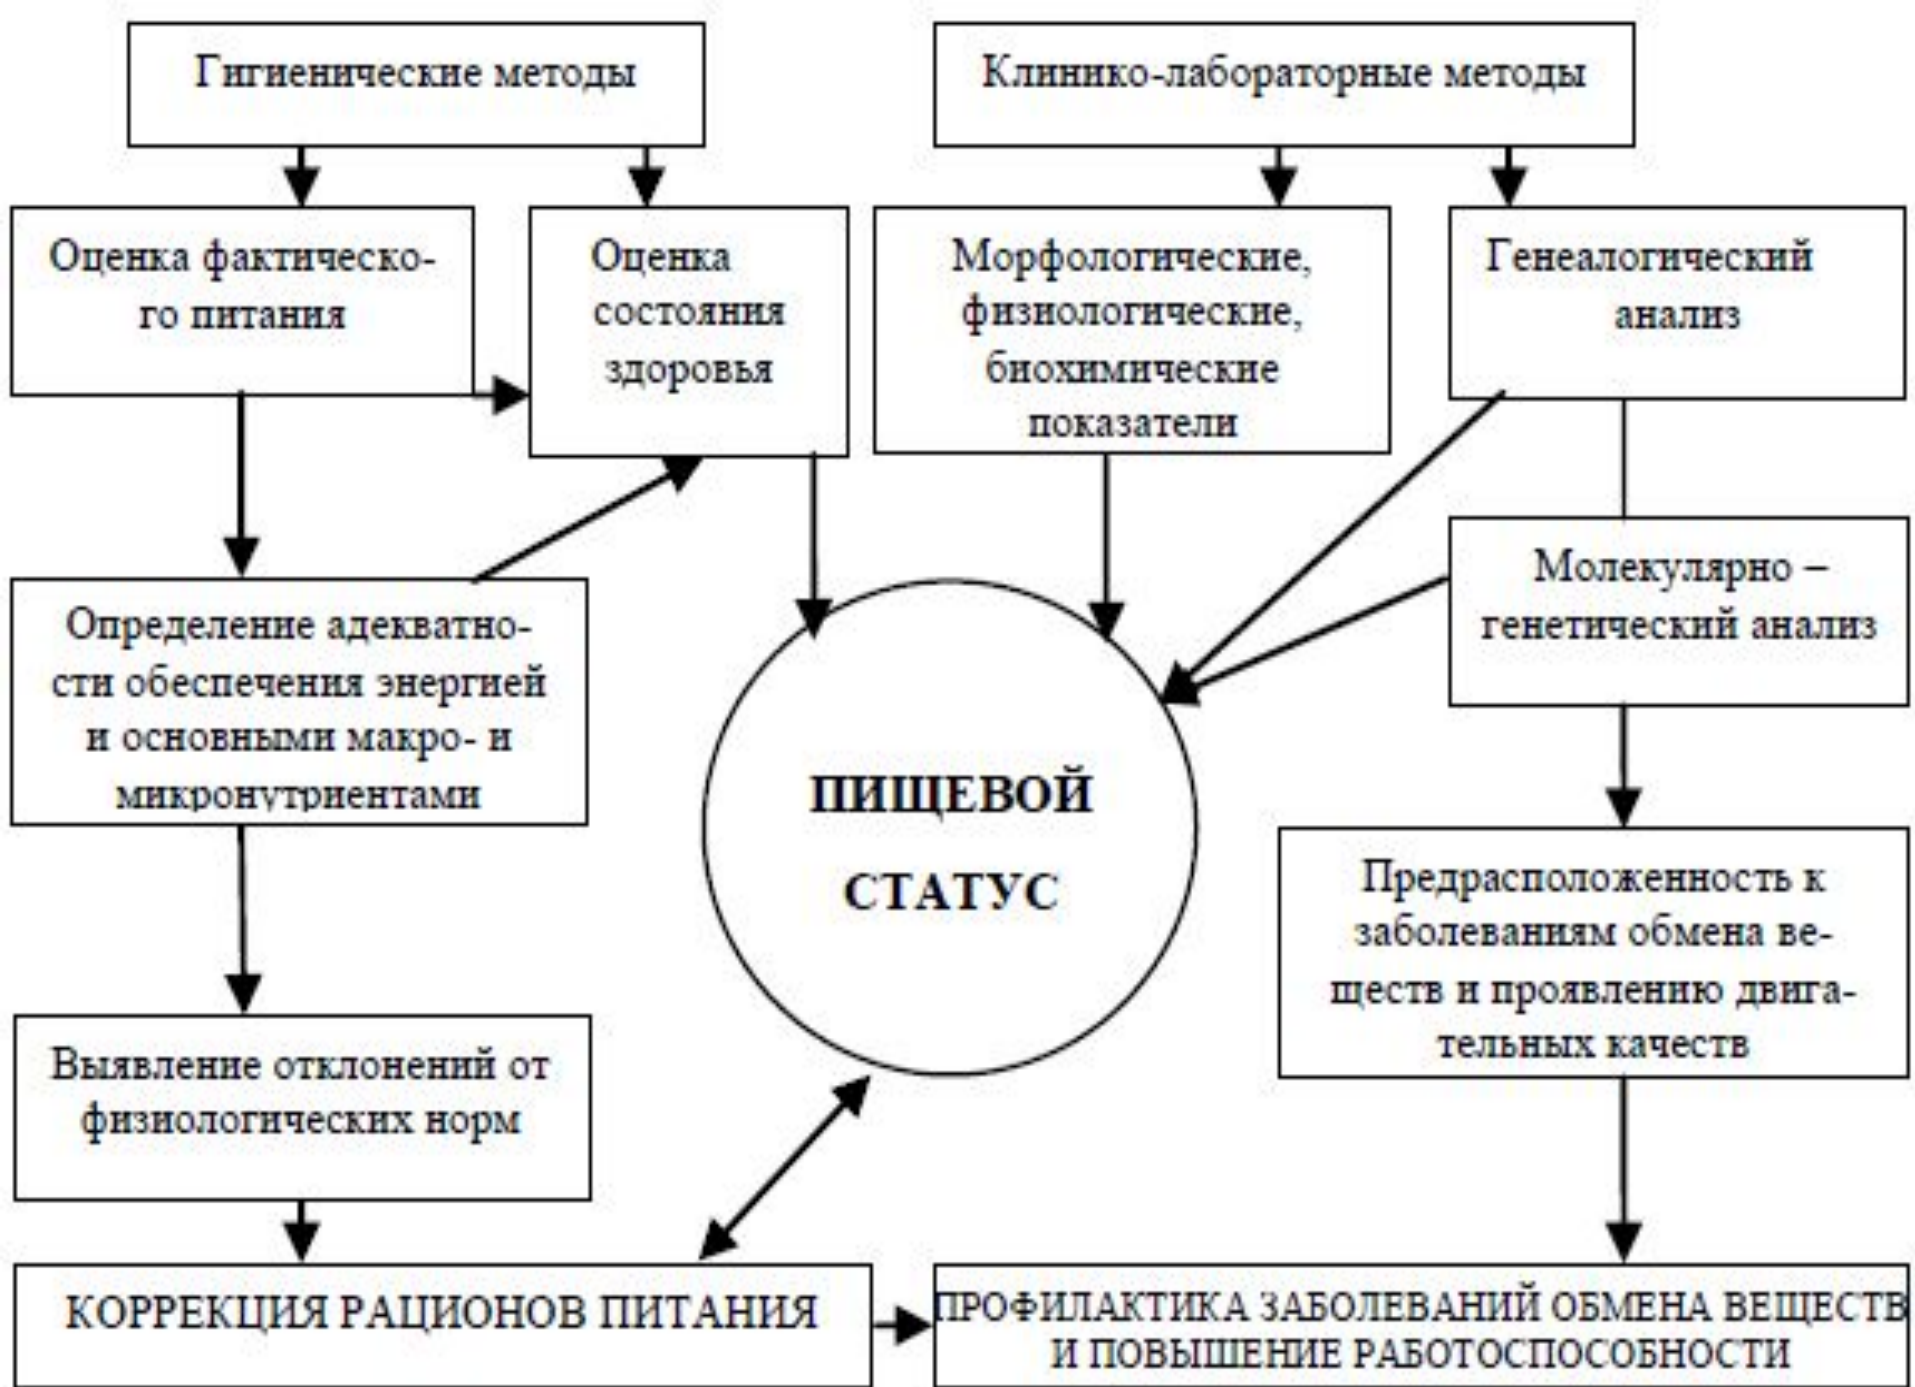 Гигиенические методы
Клинико-лабораторные методы
Оценка фактическо-
го питания
Оценка
состояния
здоровья
Морфологические,
физиологические,
биохимические
показатели
Генеалогический
анализ
Молекулярно –
генетический анализ
Определение адекватно-
сти обеспечения энергией
и основными макро- и
микронутриентами
ПИЩЕВОЙ
СТАТУС
Предрасположенность к
заболеваниям обмена ве-
ществ и проявлению двига-
тельных качеств
Выявление отклонений от
физиологических норм
КОРРЕКЦИЯ РАЦИОНОВ ПИТАНИЯ
ПРОФИЛАКТИКА ЗАБОЛЕВАНИЙ ОБМЕНА ВЕЩЕСТВ
И ПОВЫШЕНИЕ РАБОТОСПОСОБНОСТИ